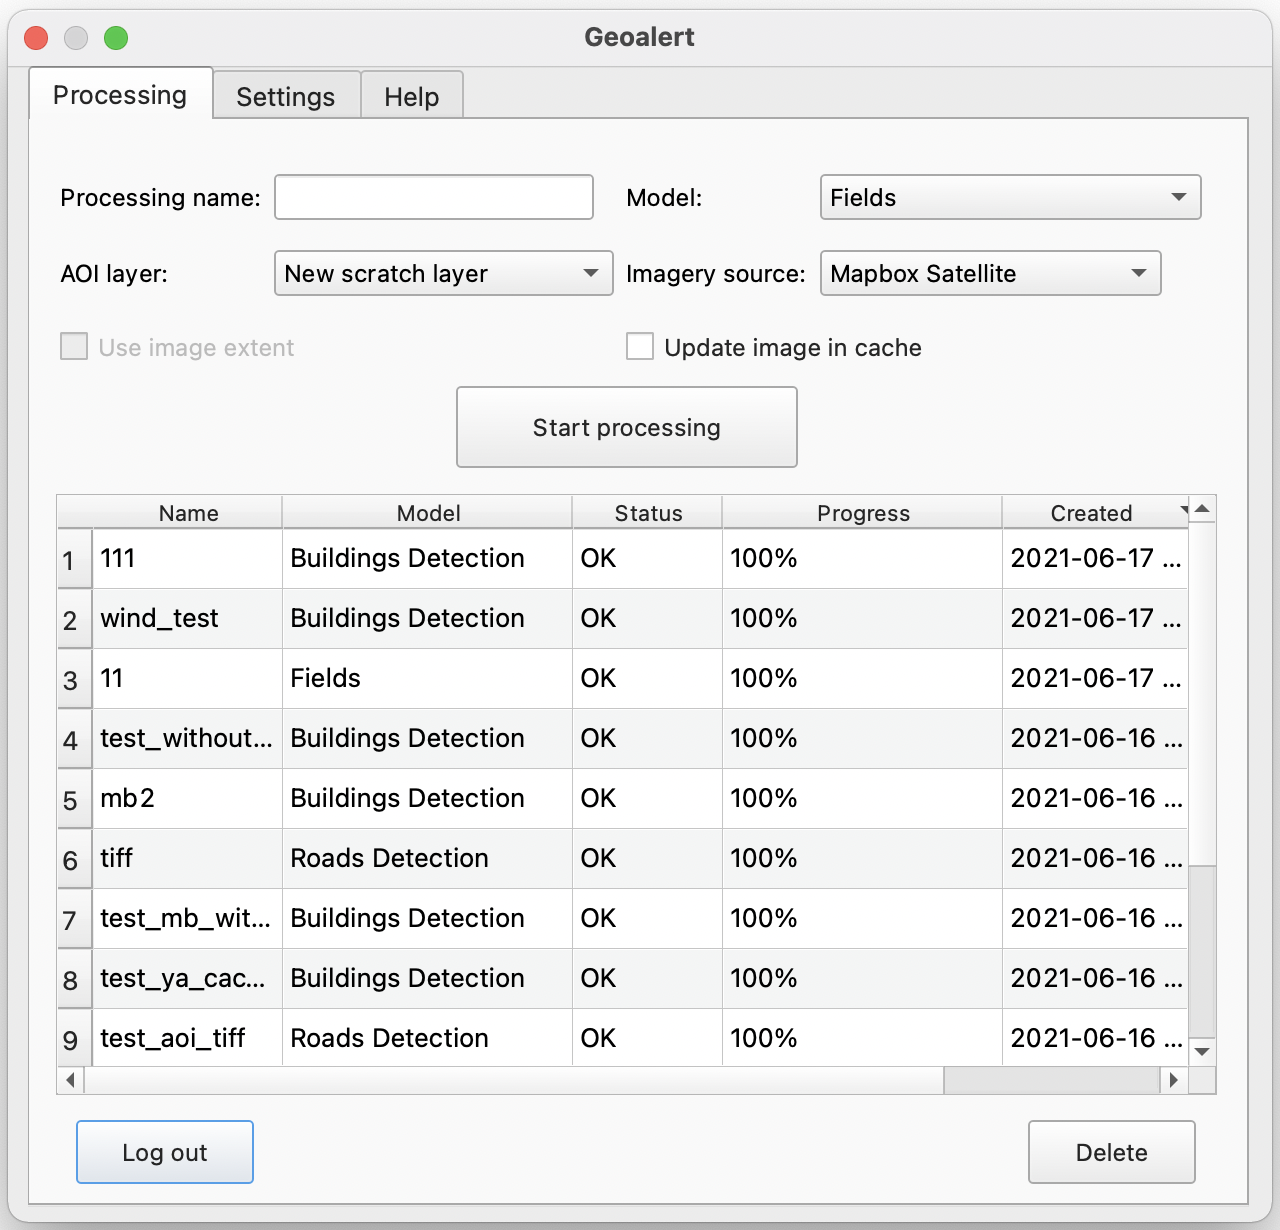 Geoalert
Processing Settings Help
Processing name: Model: Fields
AOI layer: New scratch layer Imagery source: Mapbox Satellite
Use image extent Update image in cache
Start processing
Name Model Status Progress Created
1 111 Buildings Detection OK 100% 2021-06-17 ...
2 wind_test Buildings Detection OK 100% 2021-06-17 ...
3 11 Fields OK 100% 2021-06-17 ...
4 test_without... Buildings Detection OK 100% 2021-06-16 ...
5 mb2 Buildings Detection OK 100% 2021-06-16 ...
6 tiff Roads Detection OK 100% 2021-06-16 ...
7 test_mb_wit... Buildings Detection OK 100% 2021-06-16 ...
8 test_ya_cac... Buildings Detection OK 100% 2021-06-16 ...
9 test_aoi_tiff Roads Detection OK 100% 2021-06-16 ...
Log out Delete